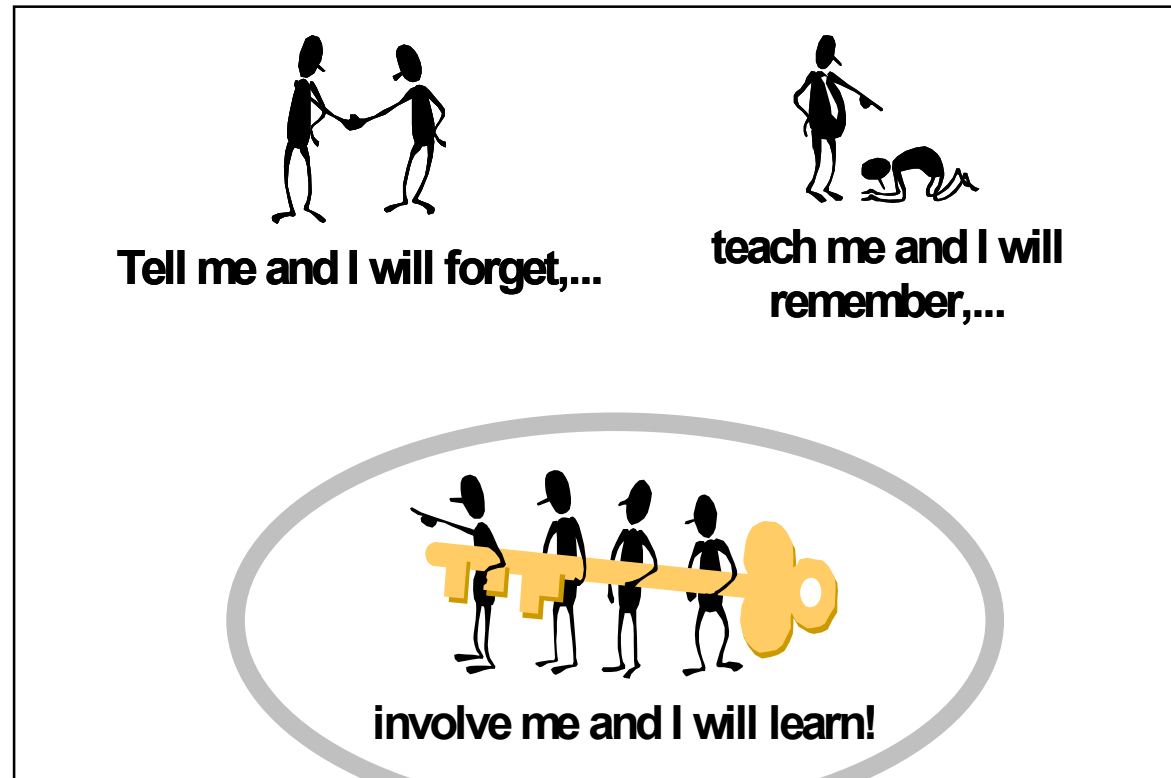 Tell me and I will forget,...
teach me and I will
remember,...
involve me and I will learn!